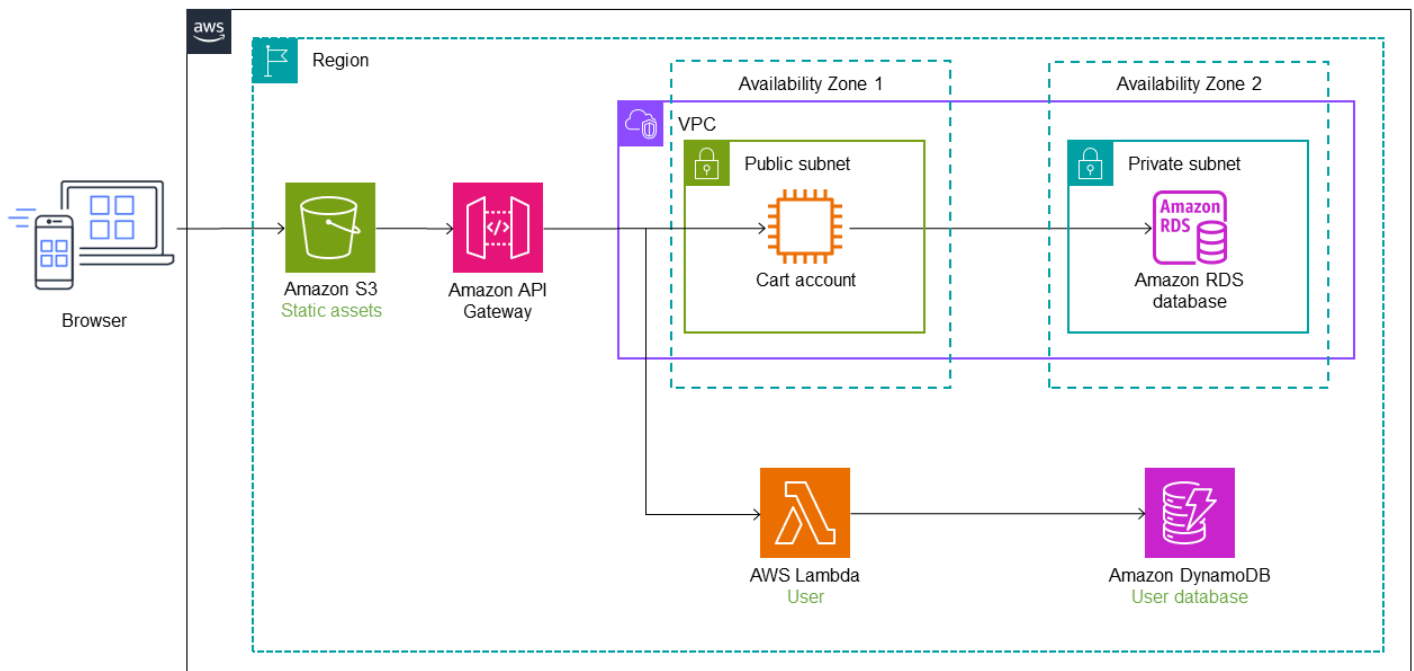 aws
Region
Availability Zone 1
Availability Zone 2
VPC
Public subnet
Private subnet
Amazon
RDS
Cart account
Amazon RDS
database
Amazon S3
Static assets
Amazon API
Gateway
Browser
AWS Lambda
User
Amazon DynamoDB
User database